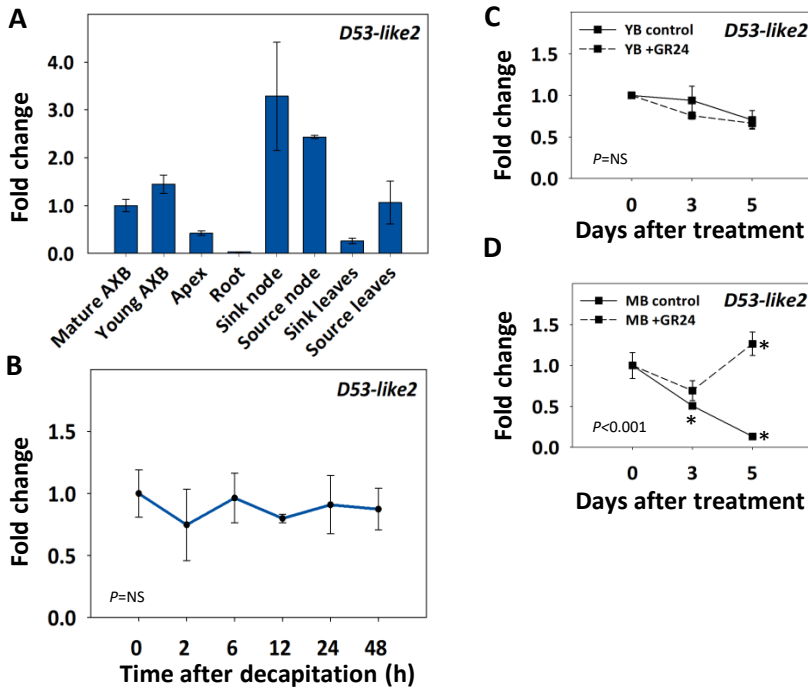 A
D53-like2
Fold change
4.0
3.0
2.0
1.0
0.0
Mature AXB
Young AXB
Apex
Root
Sink node
Source node
Sink leaves
Source leaves
B
D53-like2
Fold change
1.5
1.0
0.5
0.0
P=NS
0 2 6 12 24 48
Time after decapitation (h)
C
YB control
YB +GR24
D53-like2
Fold change
1.5
1.0
0.5
0.0
P=NS
0 3 5
Days after treatment
D
MB control
MB +GR24
D53-like2
Fold change
1.5
1.0
0.5
0.0
*
*
*
P<0.001
0 3 5
Days after treatment